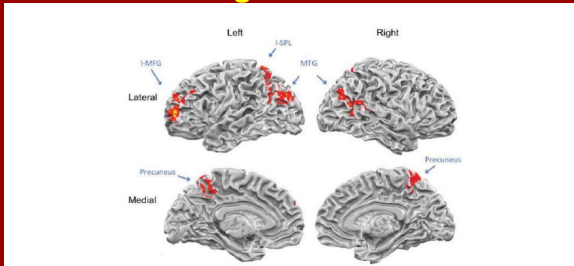 Left
Right
l-SPL
l-MFG
MTG
Lateral
Precuneus
Precuneus
Medial